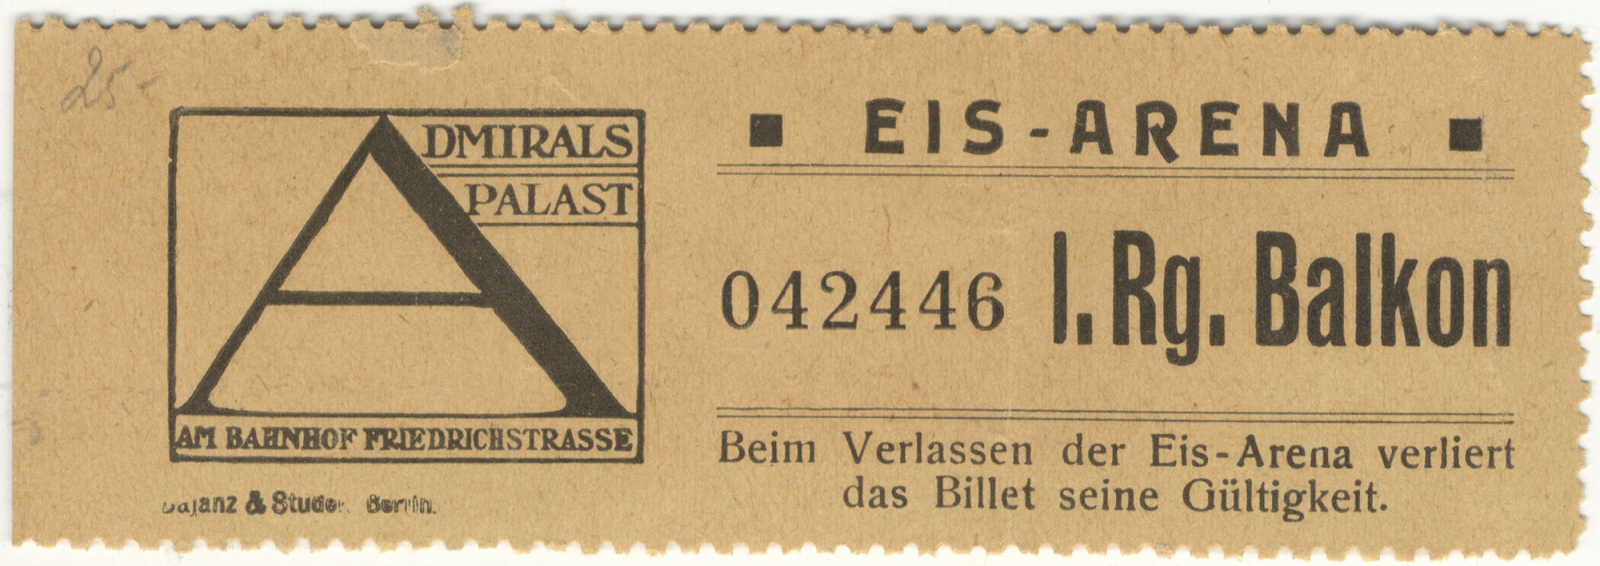 25-
ADMIRALS
PALAST
AM BAHNHOF FRIEDRICHSTRASSE
& Studer Berlin.
▪ EIS-ARENA ▪
042446 I. Rg. Balkon
Beim Verlassen der Eis-Arena verliert
das Billet seine Gültigkeit.